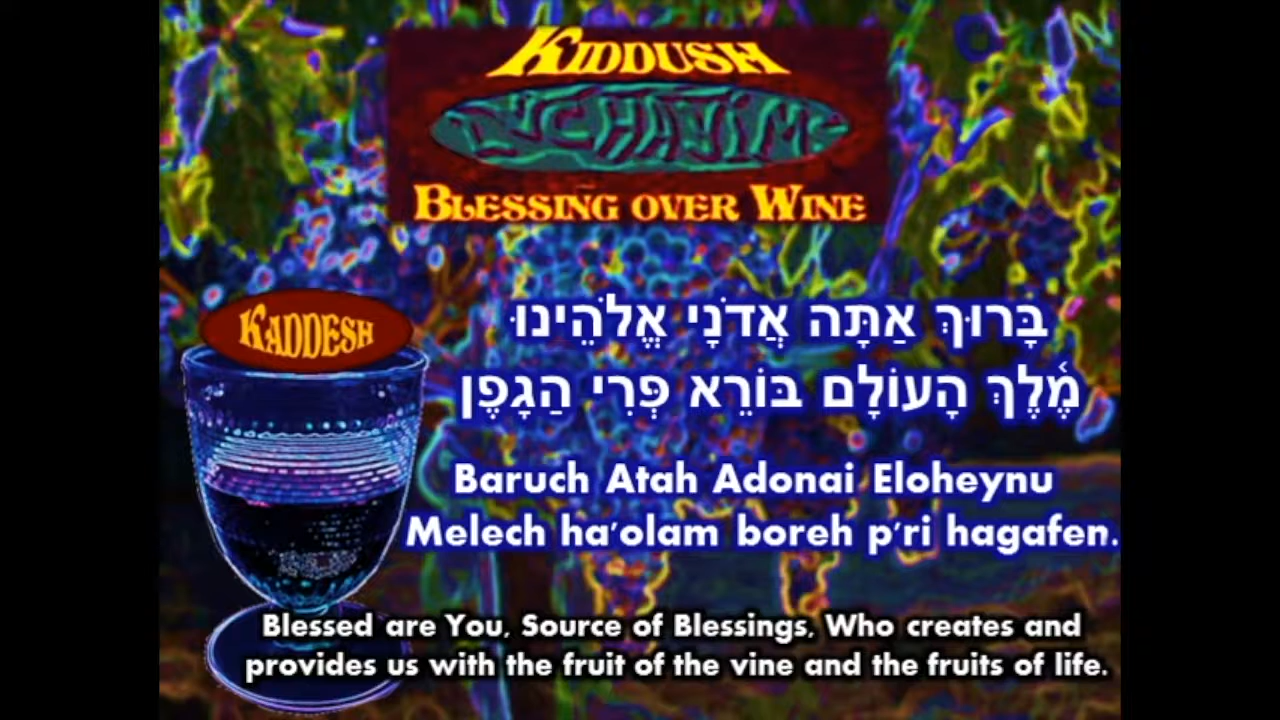 KIDDUSH
L'CHAJIM
BLESSING OVER WINE
KADDESH
בָּרוּךְ אַתָּה אֲדֹנָי אֱלֹהֵינוּ
מֶ֫לֶךְ הָעוֹלָם בּוֹרֵא פְּרִי הַגָּפֶן
Baruch Atah Adonai Eloheynu
Melech ha'olam boreh p'ri hagafen.
Blessed are You, Source of Blessings, Who creates and
provides us with the fruit of the vine and the fruits of life.